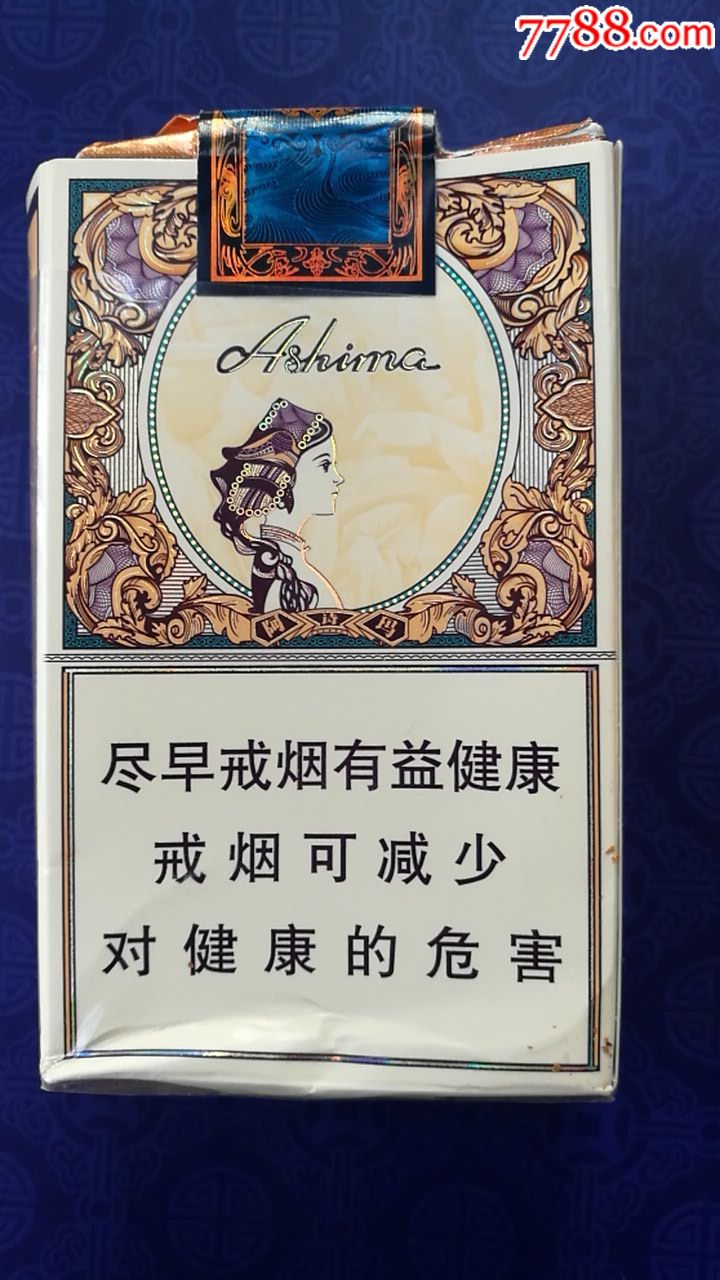 7788.com
Ashima
阿诗玛
尽早戒烟有益健康
戒烟可减少
对健康的危害